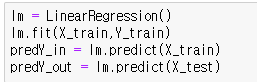 lm = LinearRegression()
lm.fit(X_train,Y_train)
predY_in = lm.predict(X_train)
predY_out = lm.predict(X_test)